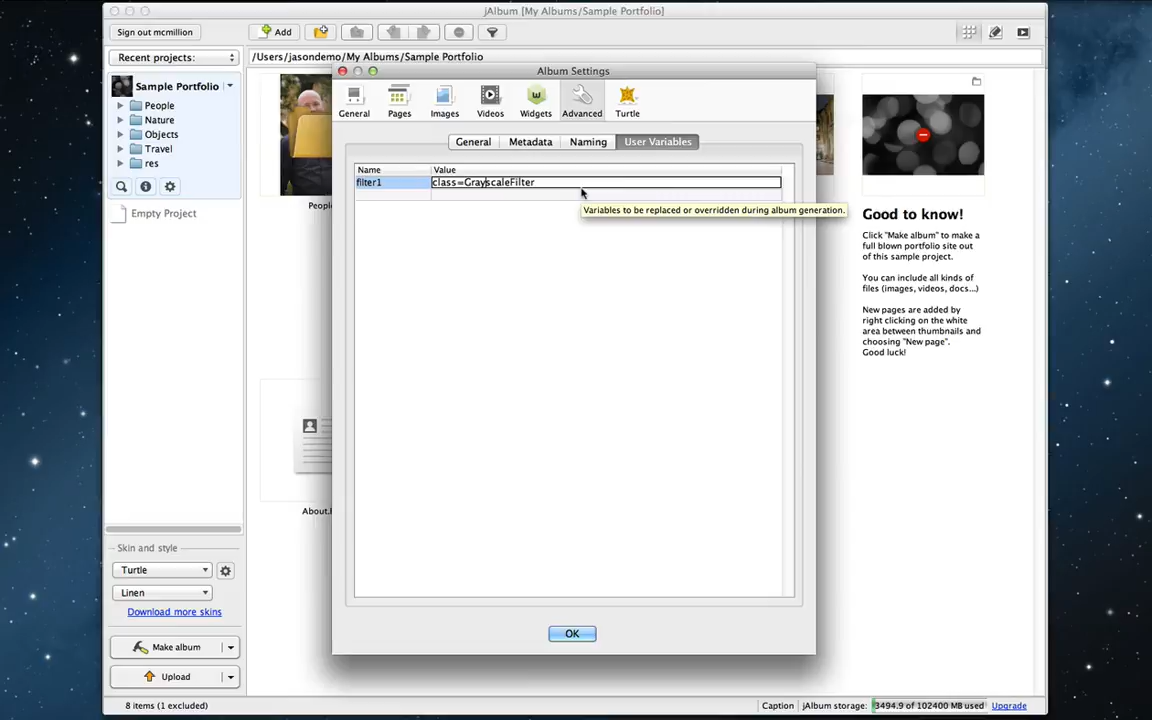 jAlbum [My Albums/Sample Portfolio]
Sign out mcmillion
Add
Recent projects:
/Users/jasondemo/My Albums/Sample Portfolio
Sample Portfolio
People
Nature
Objects
Travel
res
Empty Project
Peopl
About.
Album Settings
General
Pages
Images
Videos
Widgets
Advanced
Turtle
General
Metadata
Naming
User Variables
Name
Value
filter1
class=GrayscaleFilter
Variables to be replaced or overridden during album generation.
OK
Good to know!
Click "Make album" to make a
full blown portfolio site out
of this sample project.
You can include all kinds of
files (images, videos, docs...)
New pages are added by
right clicking on the white
area between thumbnails and
choosing "New page".
Good luck!
Skin and style
Turtle
Linen
Download more skins
Make album
Upload
8 items (1 excluded)
Caption
jAlbum storage:
3494.9 of 102400 MB used
Upgrade